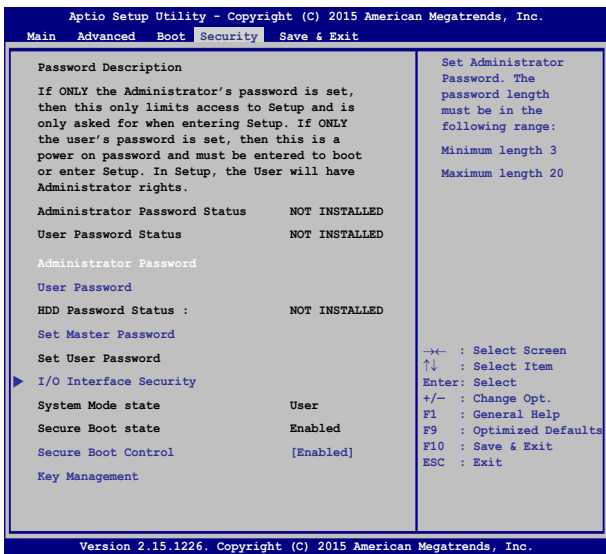 Aptio Setup Utility - Copyright (C) 2015 American Megatrends, Inc.
Main Advanced Boot Security Save & Exit
Password Description
If ONLY the Administrator's password is set,
then this only limits access to Setup and is
only asked for when entering Setup. If ONLY
the user's password is set, then this is a
power on password and must be entered to boot
or enter Setup. In Setup, the User will have
Administrator rights.
Administrator Password Status NOT INSTALLED
User Password Status NOT INSTALLED
Administrator Password
User Password
HDD Password Status : NOT INSTALLED
Set Master Password
Set User Password
I/O Interface Security
System Mode state User
Secure Boot state Enabled
Secure Boot Control [Enabled]
Key Management
Set Administrator
Password. The
password length
must be in the
following range:
Minimum length 3
Maximum length 20
→← : Select Screen
↑↓ : Select Item
Enter: Select
+/— : Change Opt.
F1 : General Help
F9 : Optimized Defaults
F10 : Save & Exit
ESC : Exit
Version 2.15.1226. Copyright (C) 2015 American Megatrends, Inc.